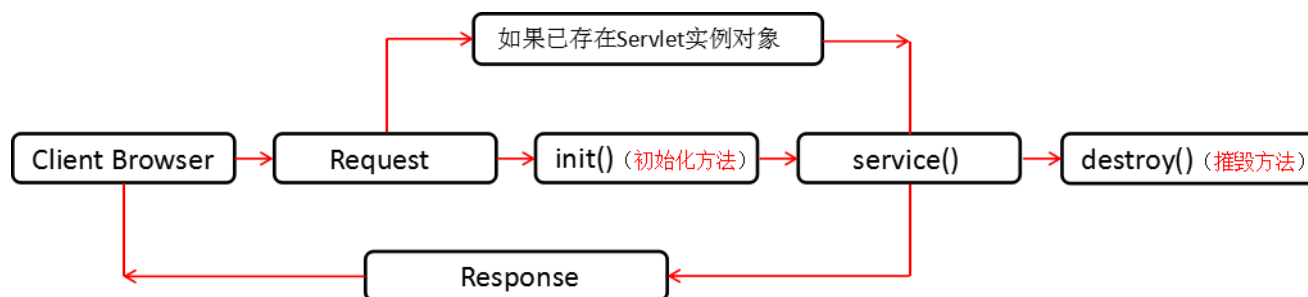 如果已存在Servlet实例对象
Client Browser
Request
init()（初始化方法）
service()
destroy()（摧毁方法）
Response